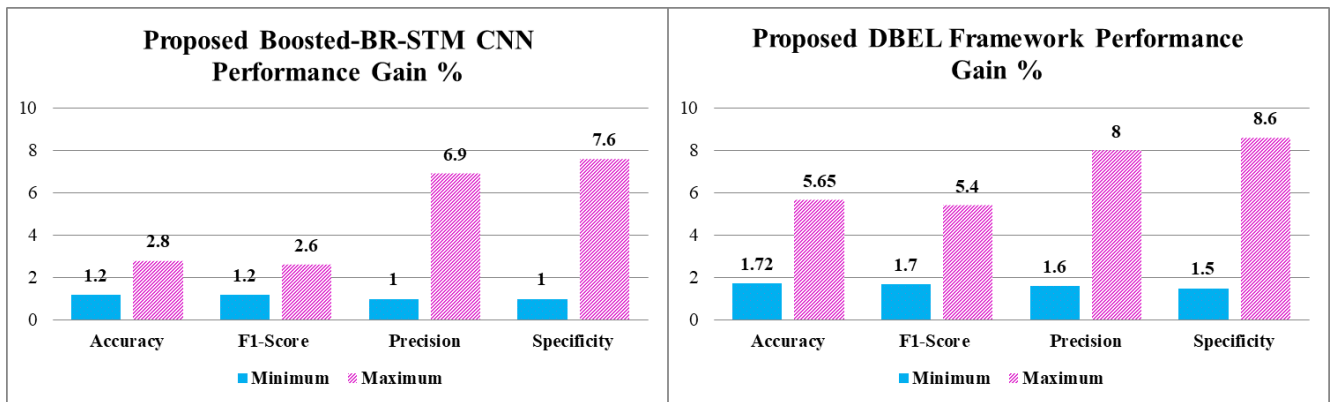 Proposed Boosted-BR-STM CNN
Performance Gain %
10
8
6
4
2
0
1.2
2.8
1.2
2.6
1
6.9
1
7.6
Accuracy
F1-Score
Precision
Specificity
Minimum
Maximum
Proposed DBEL Framework Performance
Gain %
10
8
6
4
2
0
1.72
5.65
1.7
5.4
1.6
8
1.5
8.6
Accuracy
F1-Score
Precision
Specificity
Minimum
Maximum